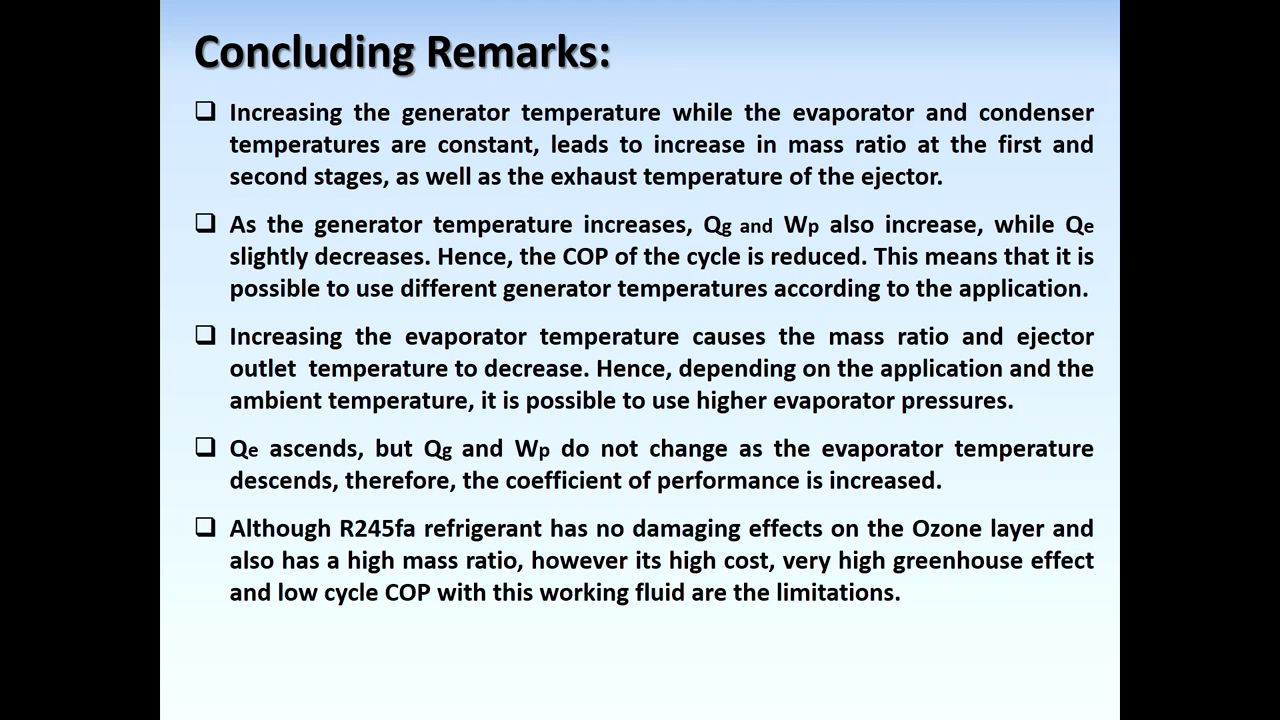 Concluding Remarks:
❑ Increasing the generator temperature while the evaporator and condenser
temperatures are constant, leads to increase in mass ratio at the first and
second stages, as well as the exhaust temperature of the ejector.
❑ As the generator temperature increases, Qg and Wp also increase, while Qe
slightly decreases. Hence, the COP of the cycle is reduced. This means that it is
possible to use different generator temperatures according to the application.
❑ Increasing the evaporator temperature causes the mass ratio and ejector
outlet temperature to decrease. Hence, depending on the application and the
ambient temperature, it is possible to use higher evaporator pressures.
❑ Qe ascends, but Qg and Wp do not change as the evaporator temperature
descends, therefore, the coefficient of performance is increased.
❑ Although R245fa refrigerant has no damaging effects on the Ozone layer and
also has a high mass ratio, however its high cost, very high greenhouse effect
and low cycle COP with this working fluid are the limitations.